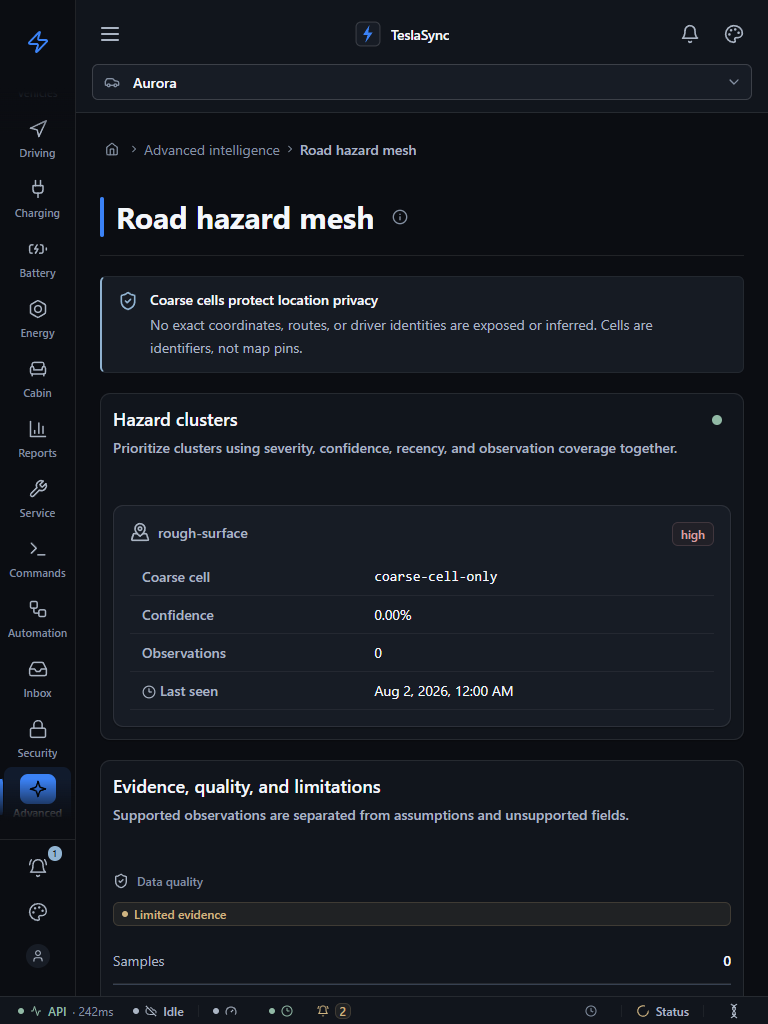 TeslaSync
Aurora
Advanced intelligence
Road hazard mesh
Road hazard mesh
Coarse cells protect location privacy
No exact coordinates, routes, or driver identities are exposed or inferred. Cells are
identifiers, not map pins.
Hazard clusters
Prioritize clusters using severity, confidence, recency, and observation coverage together.
rough-surface
high
Coarse cell
coarse-cell-only
Confidence
0.00%
Observations
0
Last seen
Aug 2, 2026, 12:00 AM
Evidence, quality, and limitations
Supported observations are separated from assumptions and unsupported fields.
Data quality
Limited evidence
Samples
0
Driving
Charging
Battery
Energy
Cabin
Reports
Service
Commands
Automation
Inbox
Security
Advanced
1
API · 242ms
Idle
2
Status